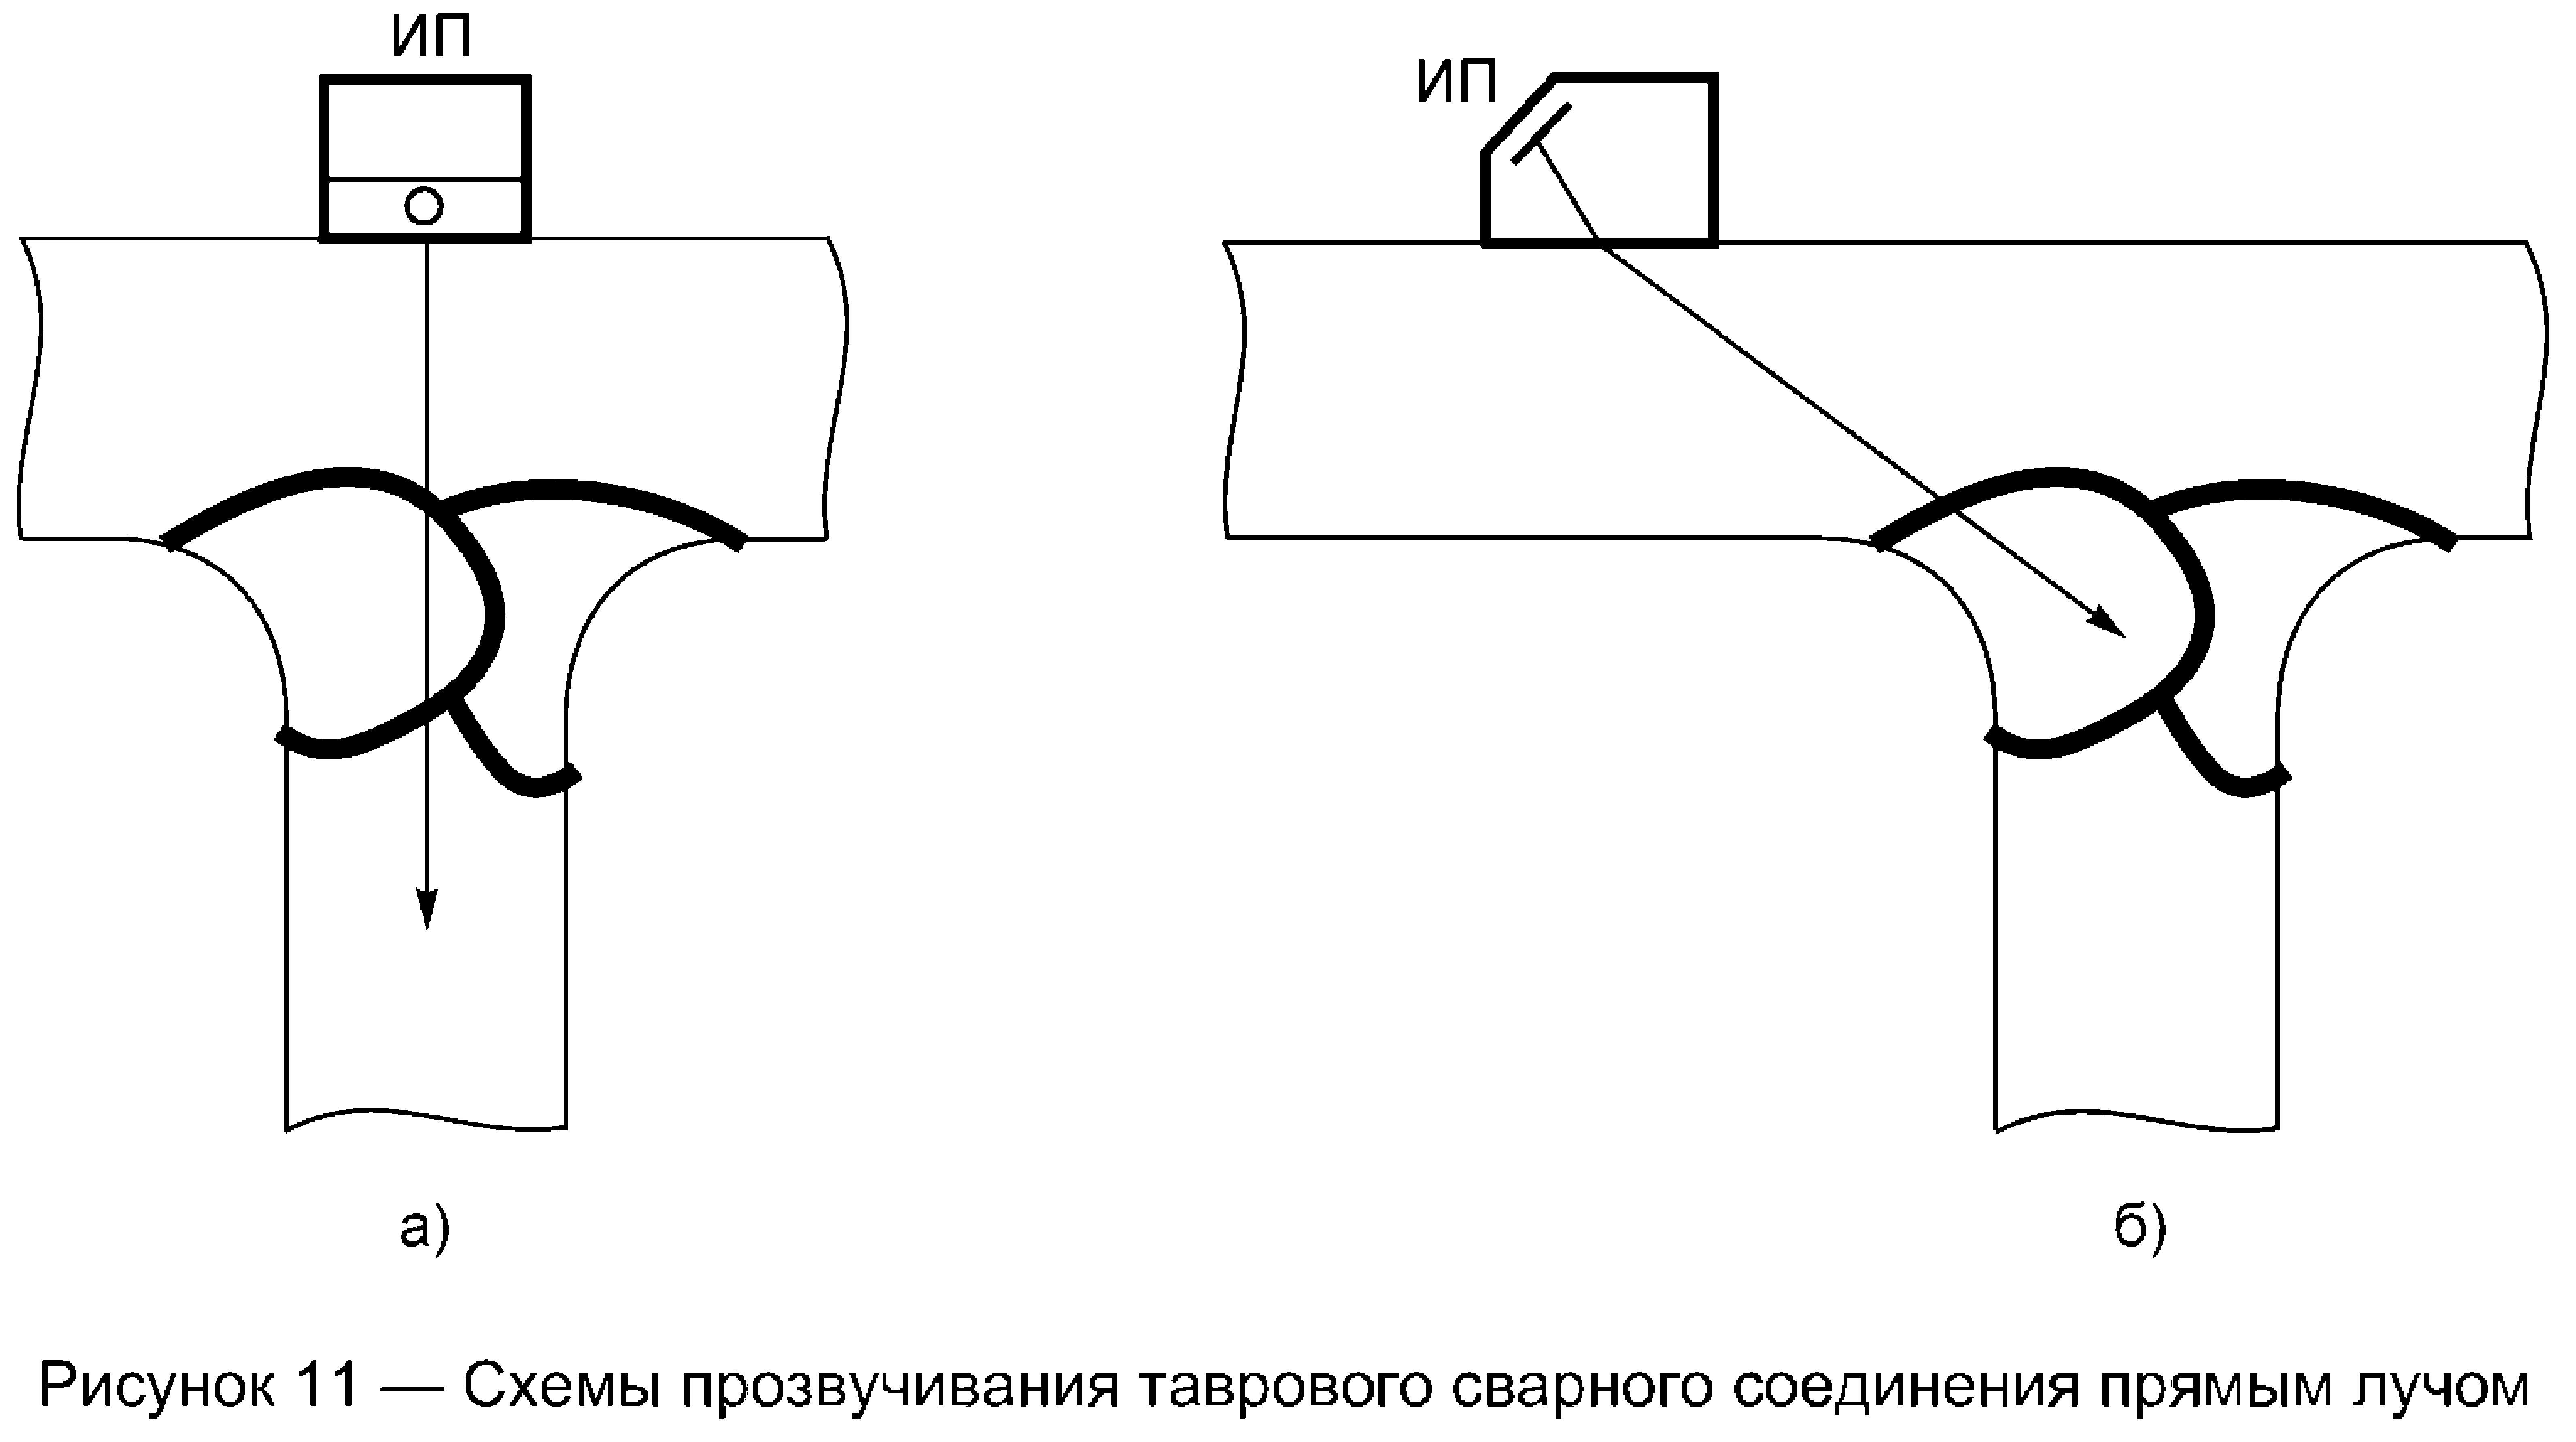 ИП
ИП
а)
б)
Рисунок 11 — Схемы прозвучивания таврового сварного соединения прямым лучом